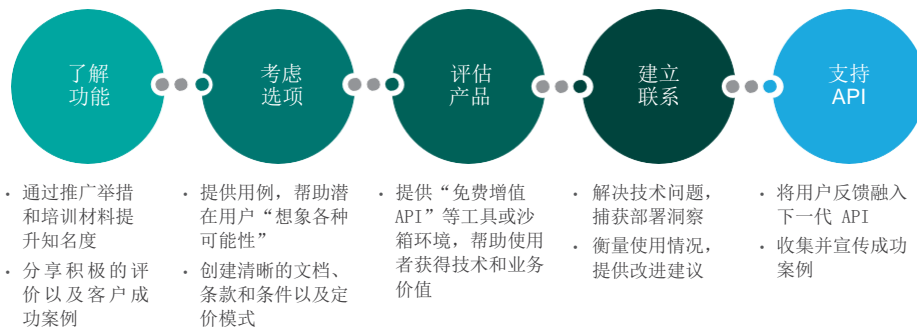 了解
功能
考虑
选项
评估
产品
建立
联系
支持
API
· 通过推广举措
和培训材料提
升知名度
· 分享积极的评
价以及客户成
功案例
· 提供用例，帮助潜
在用户“想象各种
可能性”
· 创建清晰的文档、
条款和条件以及定
价模式
· 提供“免费增值
API”等工具或沙
箱环境，帮助使用
者获得技术和业务
价值
· 解决技术问题，
捕获部署洞察
· 衡量使用情况，
提供改进建议
· 将用户反馈融入
下一代 API
· 收集并宣传成功
案例